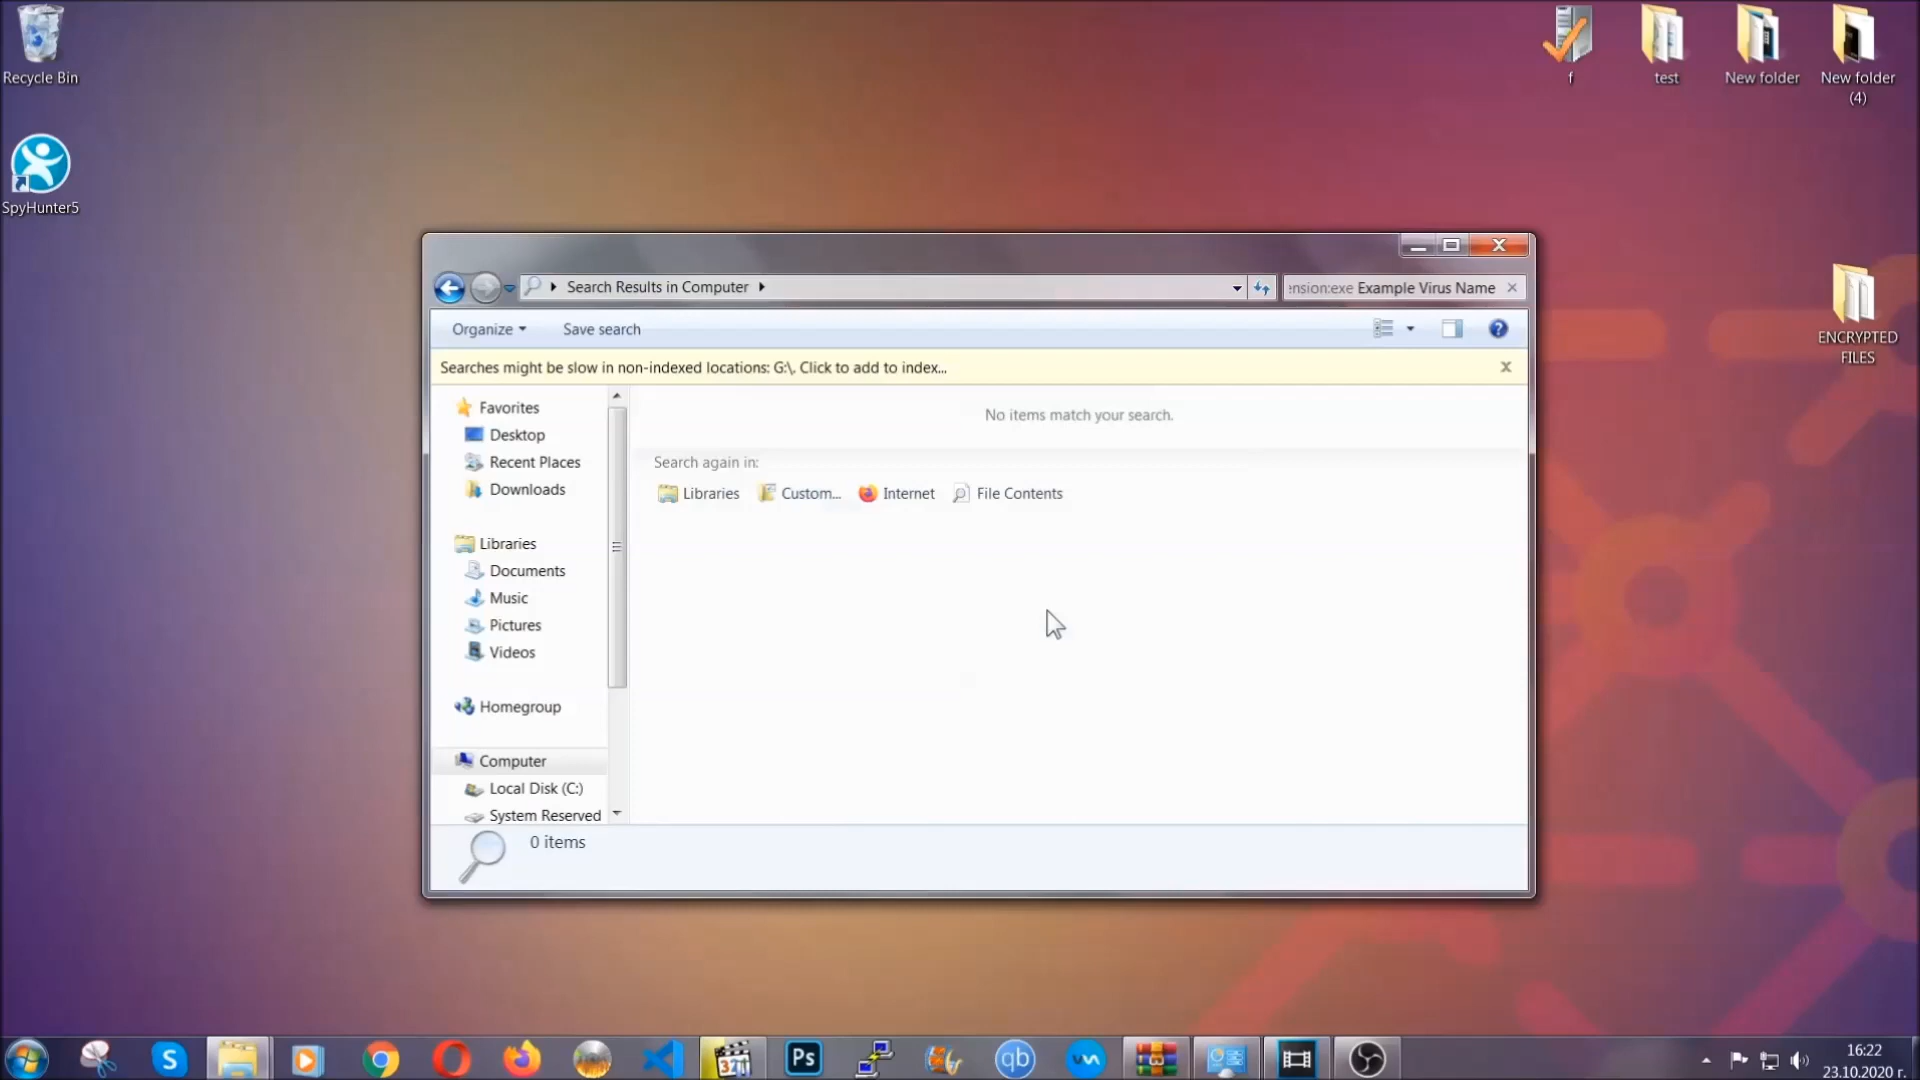 Recycle Bin
SpyHunter5
f
test
New folder
New folder
(4)
ENCRYPTED
FILES
Search Results in Computer
ension:exe Example Virus Name
Organize
Save search
Searches might be slow in non-indexed locations: G:\. Click to add to index...
Favorites
Desktop
Recent Places
Downloads
Libraries
Documents
Music
Pictures
Videos
Homegroup
Computer
Local Disk (C:)
System Reserved
No items match your search.
Search again in:
Libraries
Custom...
Internet
File Contents
0 items
S
321
Ps
qb
16:22
23.10.2020 г.